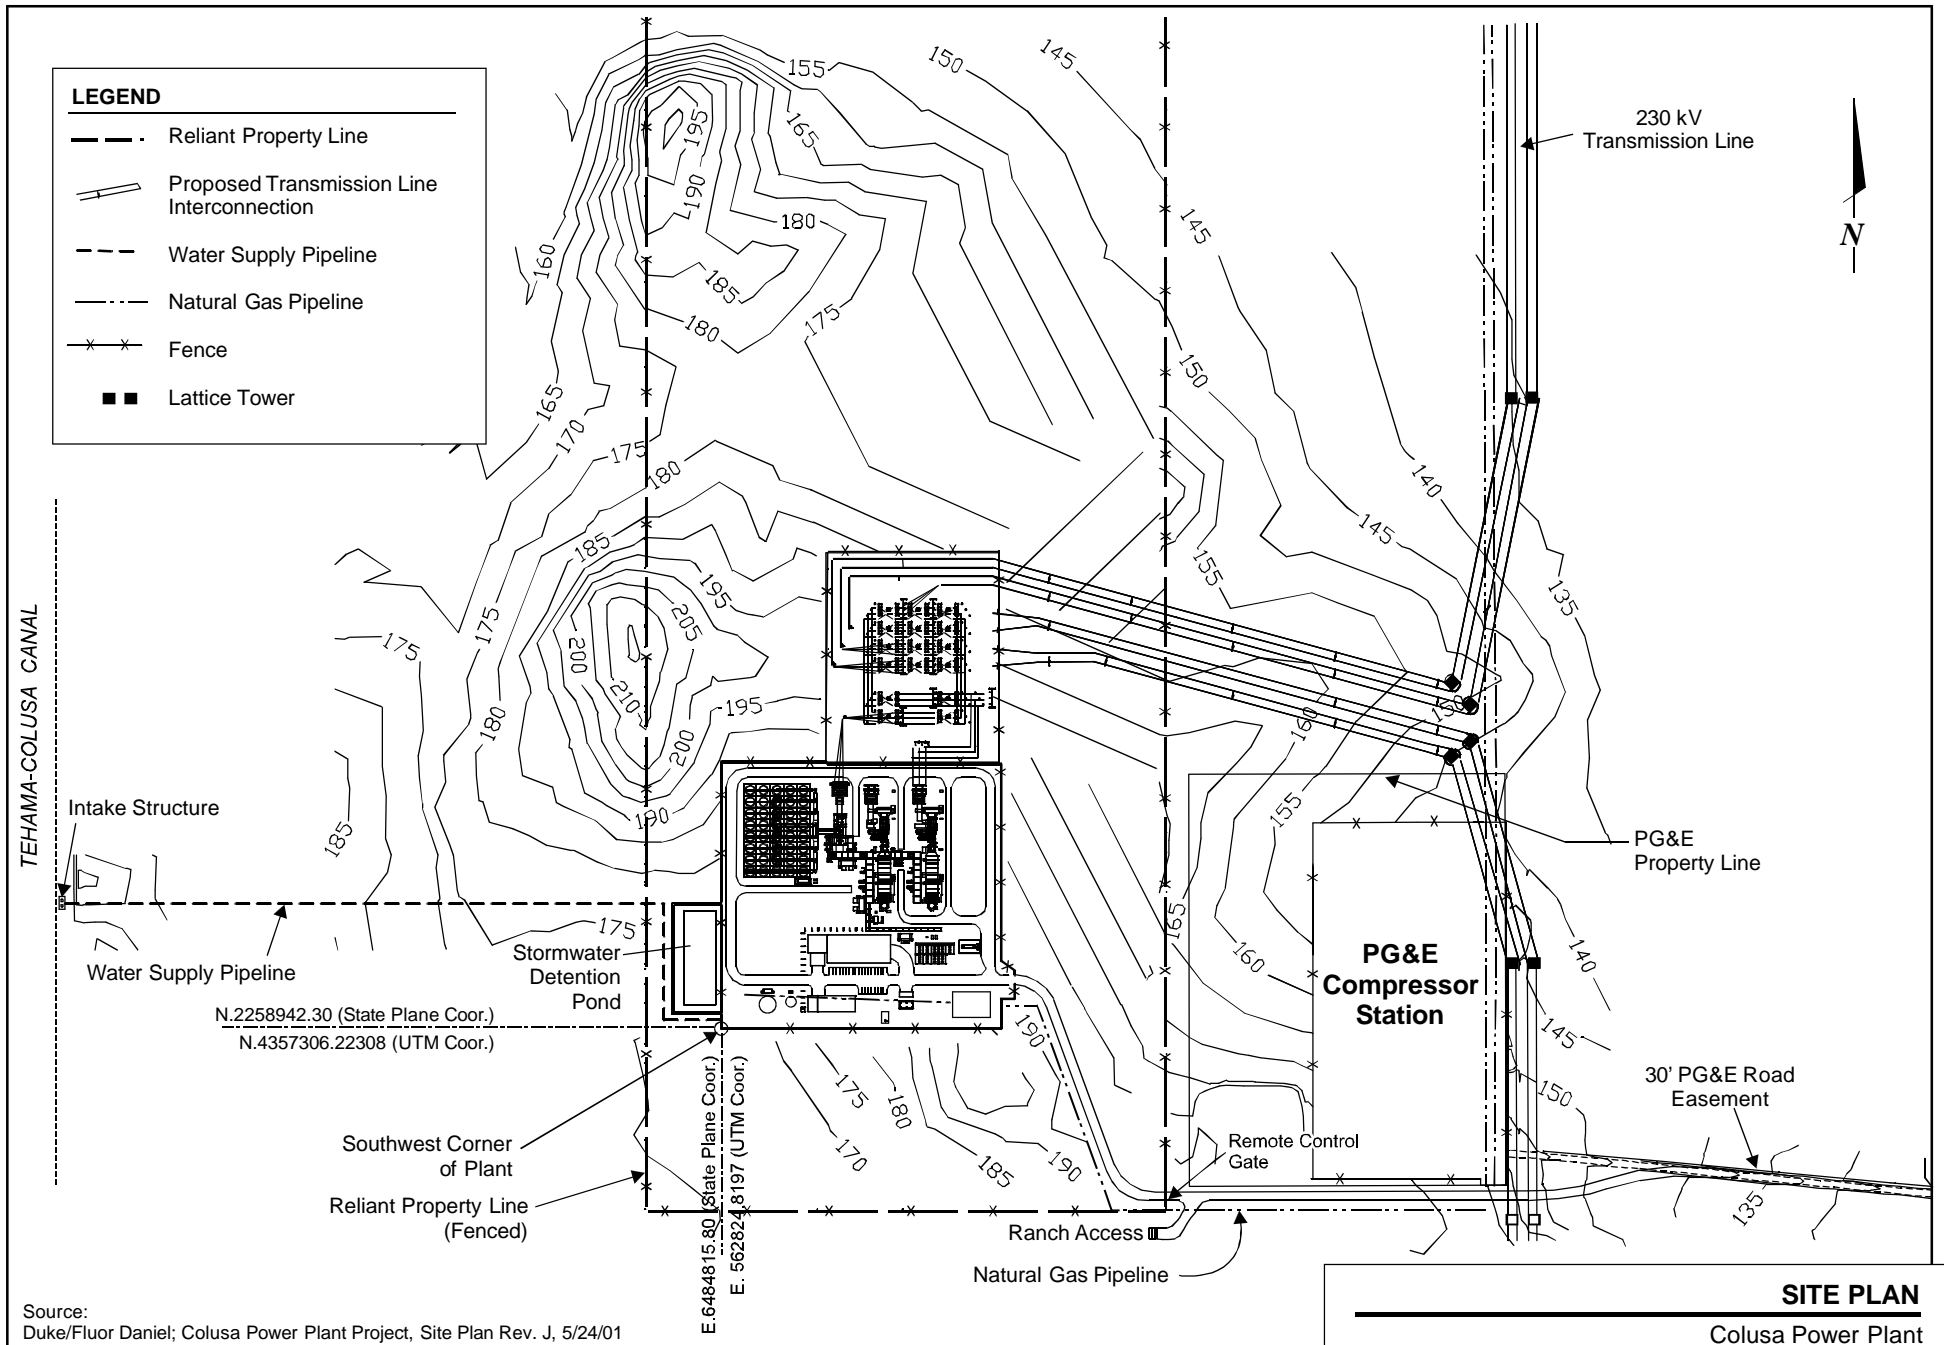 LEGEND
Reliant Property Line
Proposed Transmission Line
Interconnection
Water Supply Pipeline
Natural Gas Pipeline
Fence
Lattice Tower
155
150
145
165
195
190
180
185
180
175
160
165
170
175
180
185
195
205
200
210
195
200
190
175
180
175
185
175
145
150
155
145
140
135
150
160
155
165
160
140
145
150
135
190
175
180
170
185
190
230 kV
Transmission Line
N
TEHAMA-COLUSA CANAL
Intake Structure
Water Supply Pipeline
Stormwater
Detention
Pond
N.2258942.30 (State Plane Coor.)
N.4357306.22308 (UTM Coor.)
E.6484815.80 (State Plane Coor.)
E. 562824.8197 (UTM Coor.)
Southwest Corner
of Plant
Reliant Property Line
(Fenced)
PG&E
Property Line
PG&E
Compressor
Station
30' PG&E Road
Easement
Remote Control
Gate
Ranch Access
Natural Gas Pipeline
Source:
Duke/Fluor Daniel; Colusa Power Plant Project, Site Plan Rev. J, 5/24/01
SITE PLAN
Colusa Power Plant